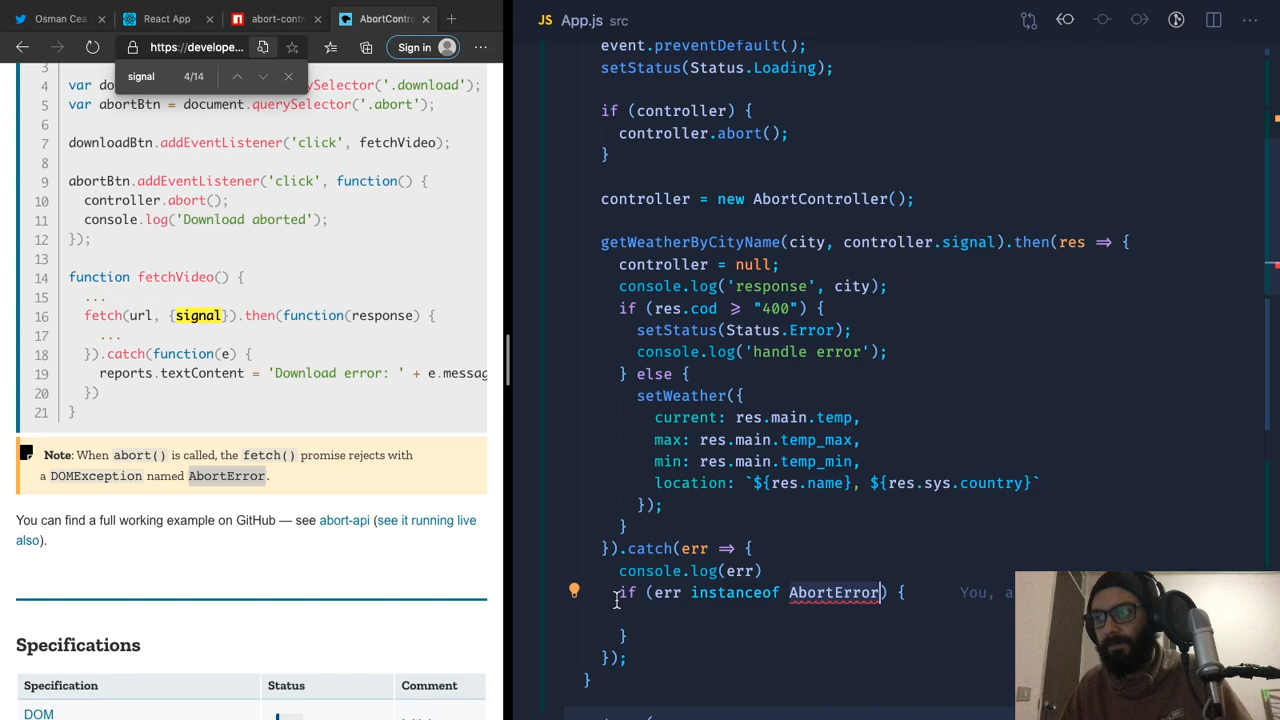 Osman Cea
React App
abort-cont
AbortContro
https://develope...
Sign in
signal 4/14
3
4 var do Selector('.download');
5 var abortBtn = document.querySelector('.abort');
6
7 downloadBtn.addEventListener('click', fetchVideo);
8
9 abortBtn.addEventListener('click', function() {
10 controller.abort();
11 console.log('Download aborted');
12 });
13
14 function fetchVideo() {
15 ...
16 fetch(url, {signal}).then(function(response) {
17 ...
18 }).catch(function(e) {
19 reports.textContent = 'Download error: ' + e.messag
20 })
21 }
Note: When abort() is called, the fetch() promise rejects with
a DOMException named AbortError.
You can find a full working example on GitHub — see abort-api (see it running live
also).
Specifications
Specification Status Comment
DOM
JS App.js src
event.preventDefault();
setStatus(Status.Loading);
if (controller) {
controller.abort();
}
controller = new AbortController();
getWeatherByCityName(city, controller.signal).then(res => {
controller = null;
console.log('response', city);
if (res.cod >= "400") {
setStatus(Status.Error);
console.log('handle error');
} else {
setWeather({
current: res.main.temp,
max: res.main.temp_max,
min: res.main.temp_min,
location: `${res.name}, ${res.sys.country}`
});
}
}).catch(err => {
console.log(err)
if (err instanceof AbortError) { You, a
}
});
}